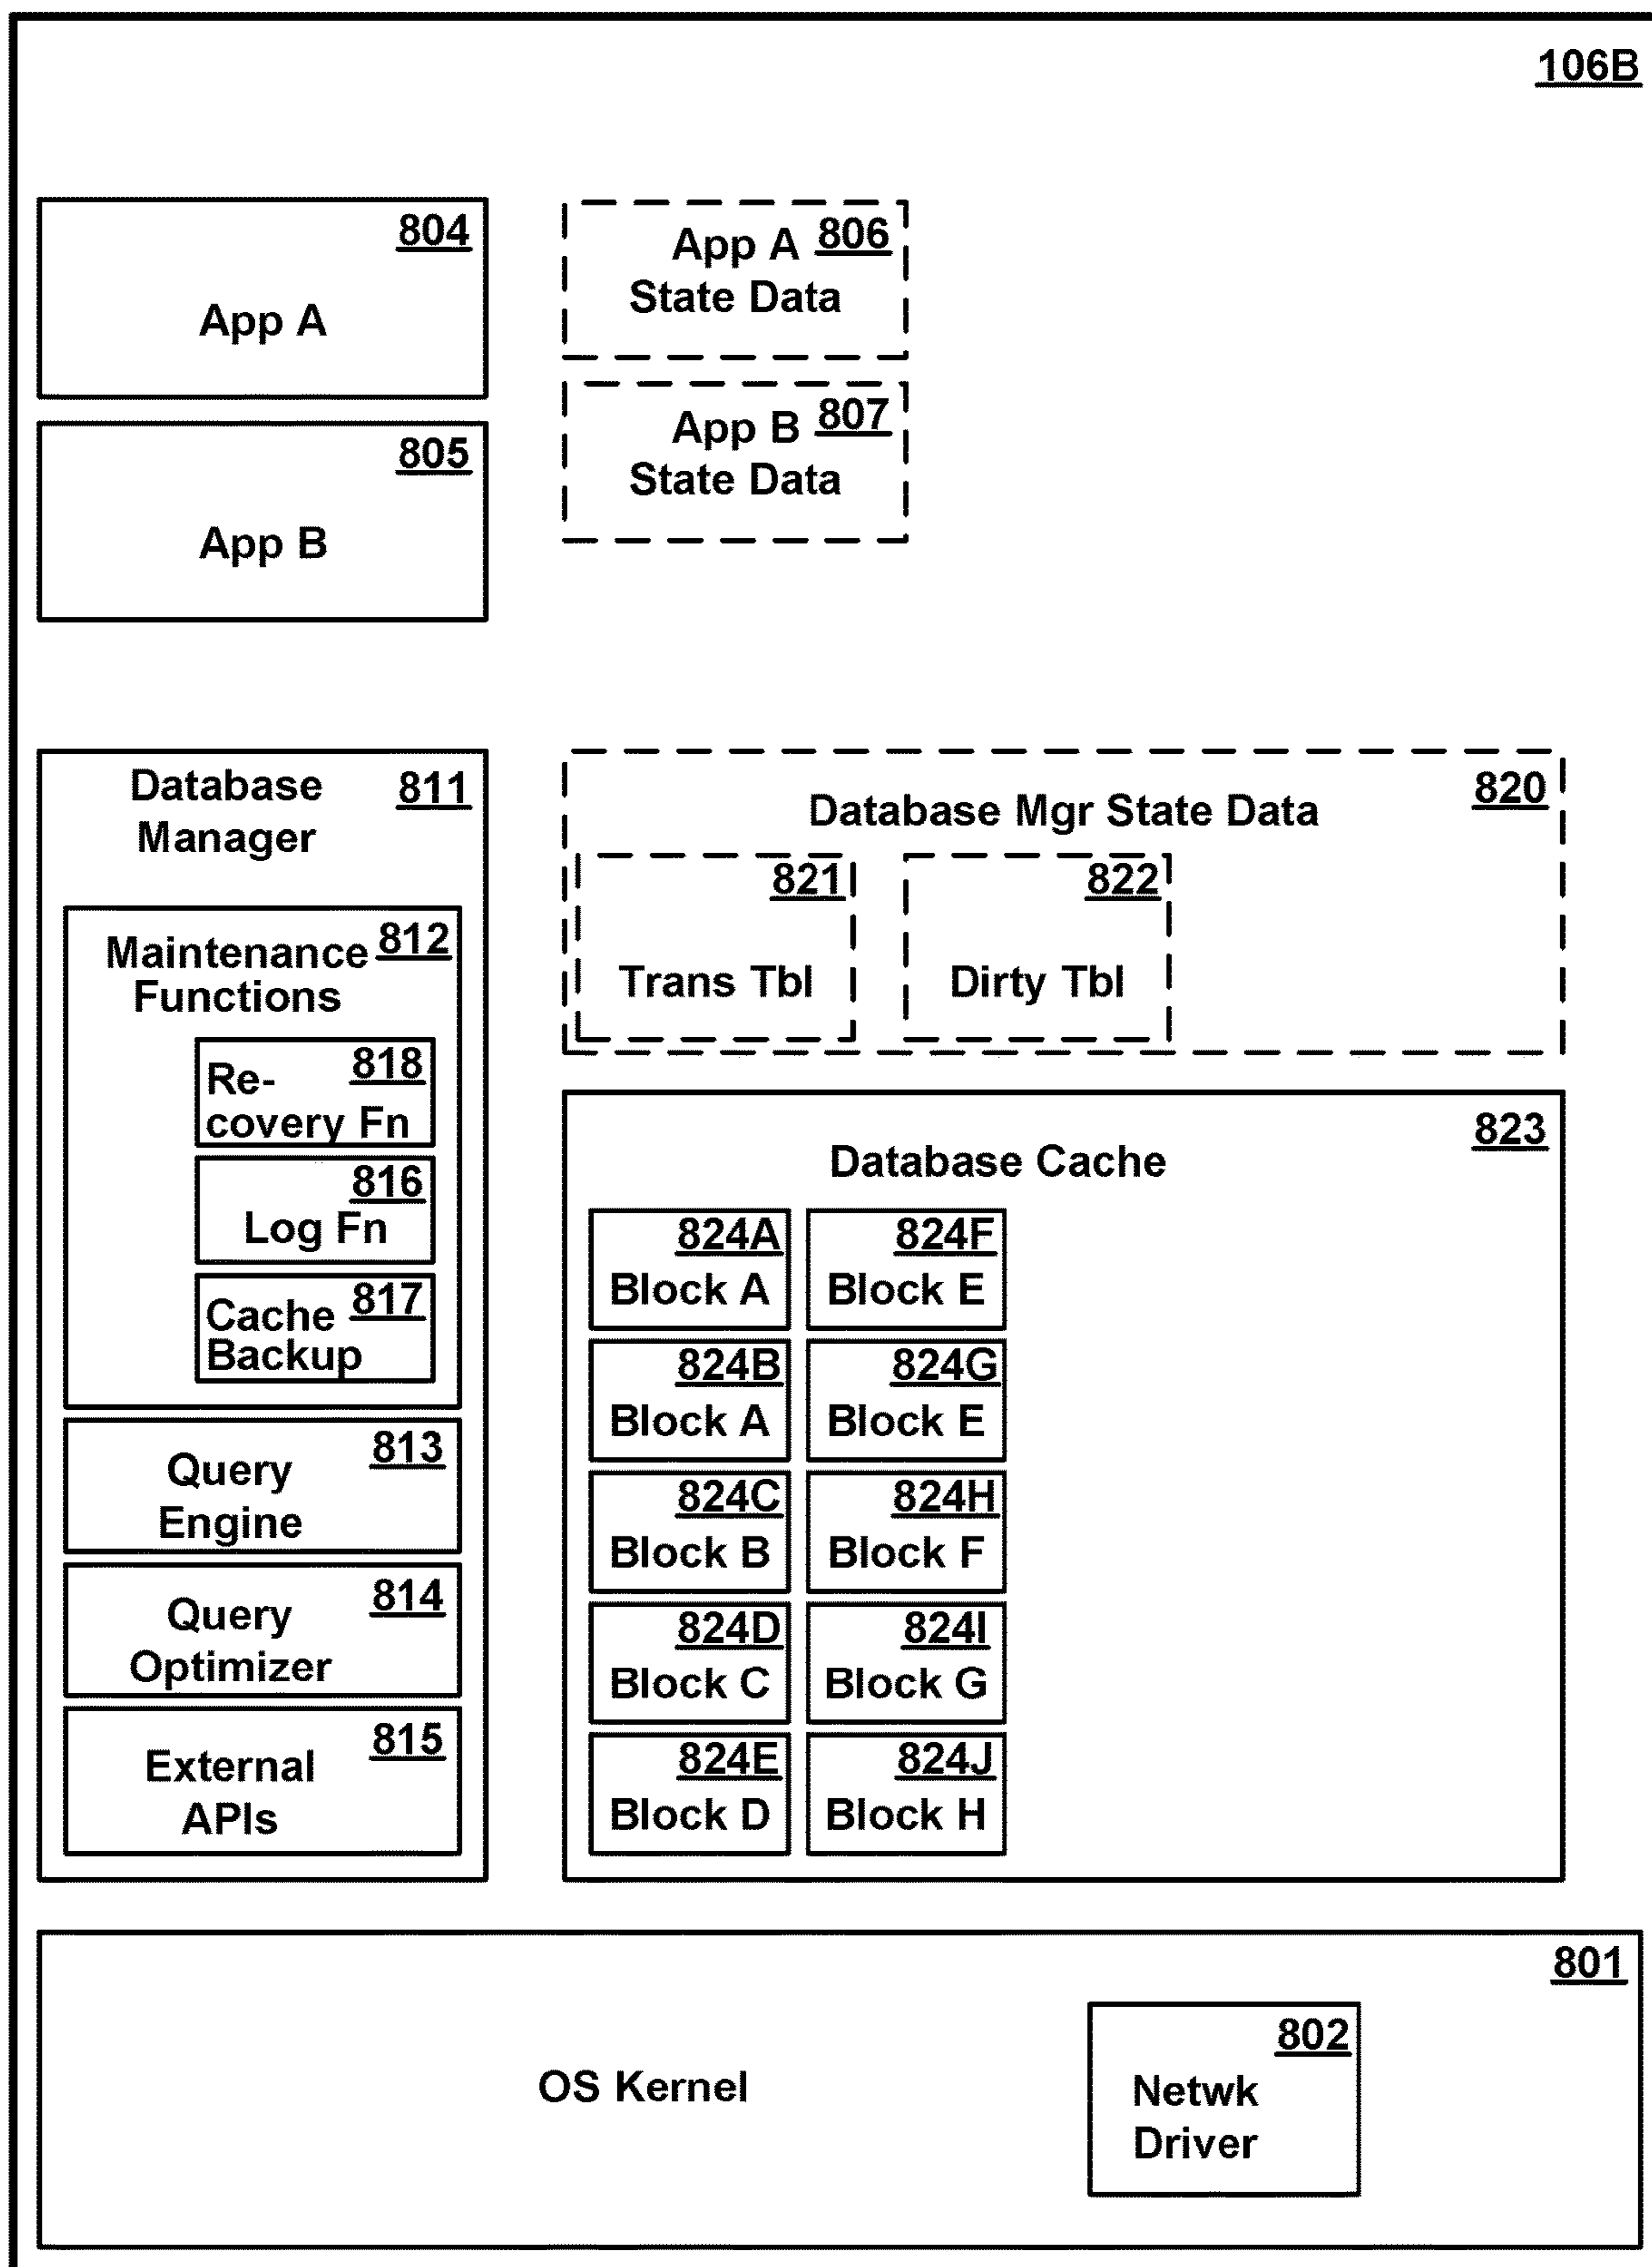 106B
804
App A
805
App B
App A 806
State Data
App B 807
State Data
Database 811
Manager
Maintenance 812
Functions
818
Re-
covery Fn
816
Log Fn
Cache 817
Backup
813
Query
Engine
814
Query
Optimizer
815
External
APIs
820
Database Mgr State Data
821
Trans Tbl
822
Dirty Tbl
823
Database Cache
824A
Block A
824B
Block A
824C
Block B
824D
Block C
824E
Block D
824F
Block E
824G
Block E
824H
Block F
824I
Block G
824J
Block H
801
OS Kernel
802
Netwk
Driver